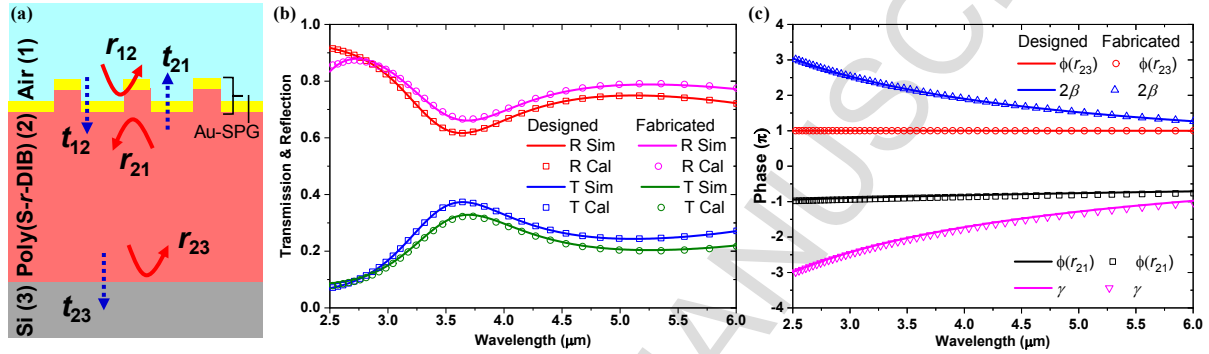 (a)
Air (1)
Poly(S-r-DIB) (2)
Si (3)
r12
t21
t12
r21
Au-SPG
r23
t23
(b)
Transmission & Reflection
1.0
0.8
0.6
0.4
0.2
0.0
Designed Fabricated
R Sim R Sim
R Cal R Cal
T Sim T Sim
T Cal T Cal
2.5 3.0 3.5 4.0 4.5 5.0 5.5 6.0
Wavelength (μm)
(c)
Phase (π)
4
3
2
1
0
-1
-2
-3
-4
Designed Fabricated
ϕ(r23) ϕ(r23)
2β 2β
ϕ(r21) ϕ(r21)
γ γ
2.5 3.0 3.5 4.0 4.5 5.0 5.5 6.0
Wavelength (μm)
ANUSCR